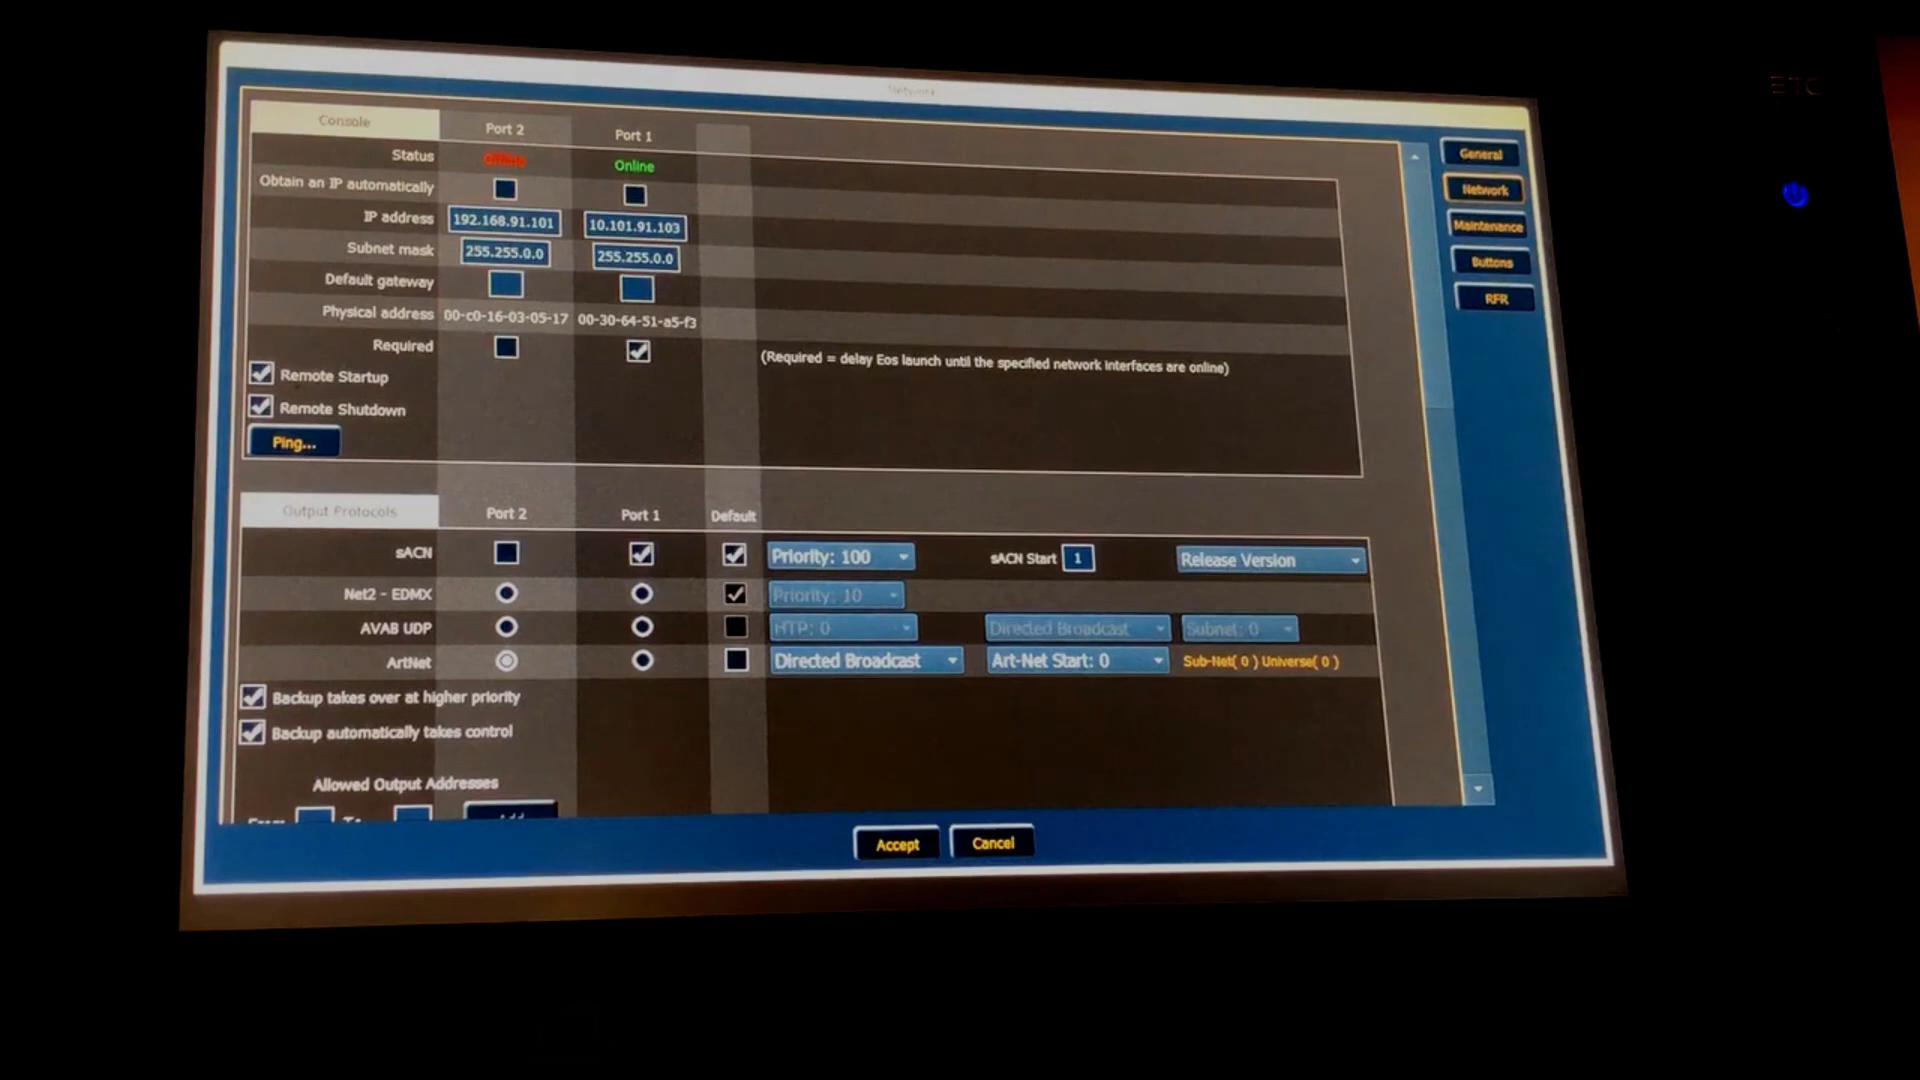 Network
ETC
Console Port 2 Port 1
Status Offline Online
Obtain an IP automatically
IP address 192.168.91.101 10.101.91.103
Subnet mask 255.255.0.0 255.255.0.0
Default gateway
Physical address 00-c0-16-03-05-17 00-30-64-51-a5-f3
Required (Required = delay Eos launch until the specified network interfaces are online)
Remote Startup
Remote Shutdown
Ping...
General
Network
Maintenance
Buttons
RFR
Output Protocols Port 2 Port 1 Default
sACN Priority: 100 sACN Start 1 Release Version
Net2 - EDMX Priority: 10
AVAB UDP HTP: 0 Directed Broadcast Subnet: 0
ArtNet Directed Broadcast Art-Net Start: 0 Sub-Net( 0 ) Universe( 0 )
Backup takes over at higher priority
Backup automatically takes control
Allowed Output Addresses
Accept Cancel